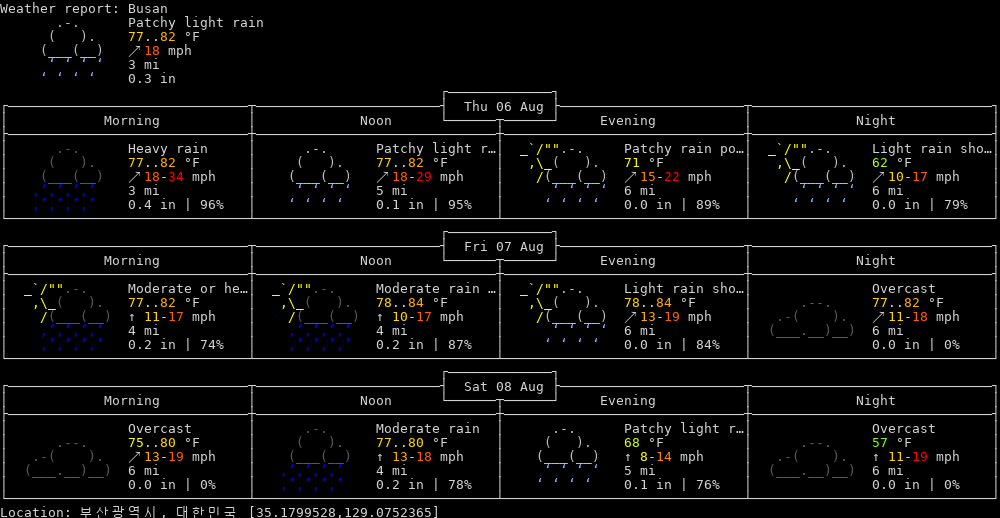 Weather report: Busan
Patchy light rain
77..82 °F
↗ 18 mph
3 mi
0.3 in
Thu 06 Aug
Morning Noon Evening Night
Heavy rain Patchy light r… Patchy rain po… Light rain sho…
77..82 °F 77..82 °F 71 °F 62 °F
↗ 18-34 mph ↗ 18-29 mph ↗ 15-22 mph ↗ 10-17 mph
3 mi 5 mi 6 mi 6 mi
0.4 in | 96% 0.1 in | 95% 0.0 in | 89% 0.0 in | 79%
Fri 07 Aug
Morning Noon Evening Night
Moderate or he… Moderate rain … Light rain sho… Overcast
77..82 °F 78..84 °F 78..84 °F 77..82 °F
↑ 11-17 mph ↑ 10-17 mph ↗ 13-19 mph ↗ 11-18 mph
4 mi 4 mi 6 mi 6 mi
0.2 in | 74% 0.2 in | 87% 0.0 in | 84% 0.0 in | 0%
Sat 08 Aug
Morning Noon Evening Night
Overcast Moderate rain Patchy light r… Overcast
75..80 °F 77..80 °F 68 °F 57 °F
↗ 13-19 mph ↑ 13-18 mph ↑ 8-14 mph ↑ 11-19 mph
6 mi 4 mi 5 mi 6 mi
0.0 in | 0% 0.2 in | 78% 0.1 in | 76% 0.0 in | 0%
Location: 부산광역시, 대한민국 [35.1799528,129.0752365]